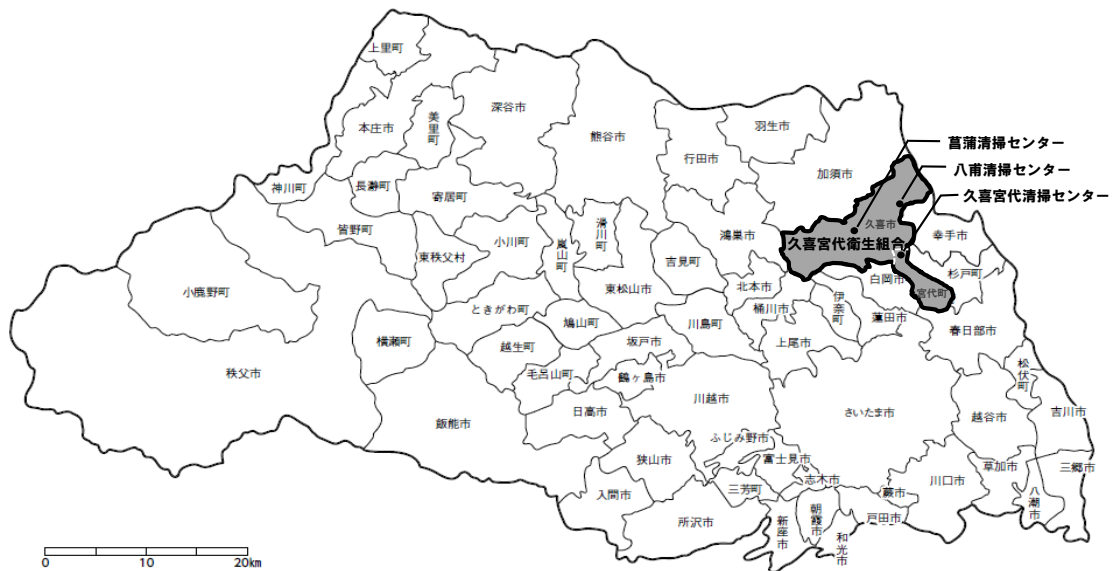 上里町
本庄市
美里町
深谷市
熊谷市
行田市
羽生市
加須市
菖蒲清掃センター
八甫清掃センター
久喜宮代清掃センター
神川町
長瀞町
寄居町
皆野町
東秩父村
小川町
嵐山町
滑川町
吉見町
鴻巣市
久喜市
久喜宮代衛生組合
幸手市
小鹿野町
ときがわ町
東松山市
北本市
桶川市
伊奈町
白岡市
蓮田市
宮代町
杉戸町
春日部市
横瀬町
鳩山町
越生町
毛呂山町
坂戸市
川島町
上尾市
松伏町
秩父市
飯能市
日高市
鶴ヶ島市
川越市
さいたま市
越谷市
吉川市
ふじみ野市
富士見市
狭山市
入間市
三芳町
志木市
所沢市
新座市
朝霞市
和光市
戸田市
蕨市
川口市
草加市
八潮市
三郷市
0 10 20km